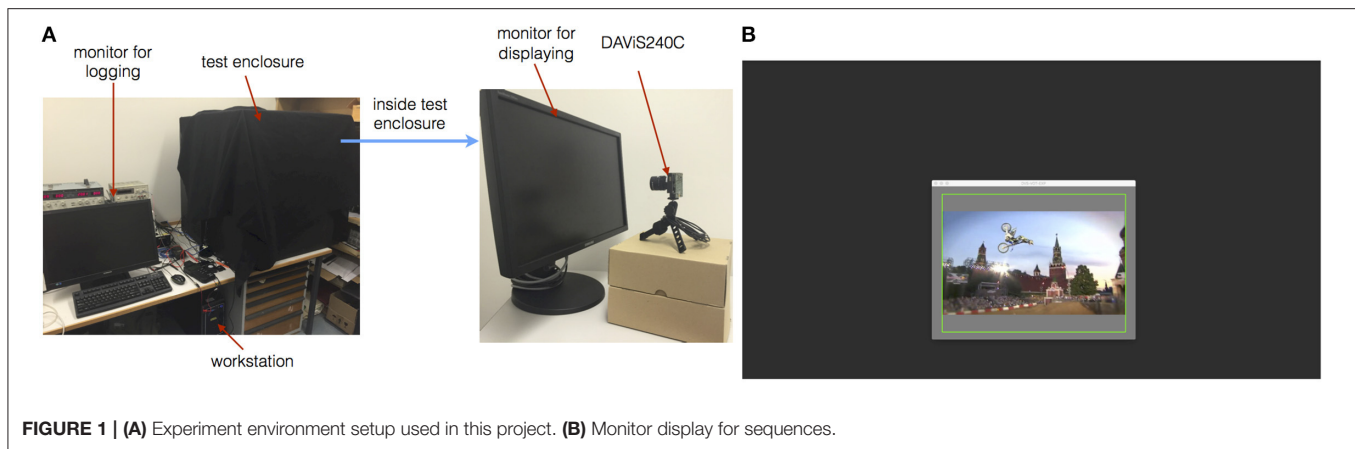 A
monitor for
logging
test enclosure
inside test
enclosure
workstation
monitor for
displaying
DAViS240C
B
FIGURE 1 | (A) Experiment environment setup used in this project. (B) Monitor display for sequences.